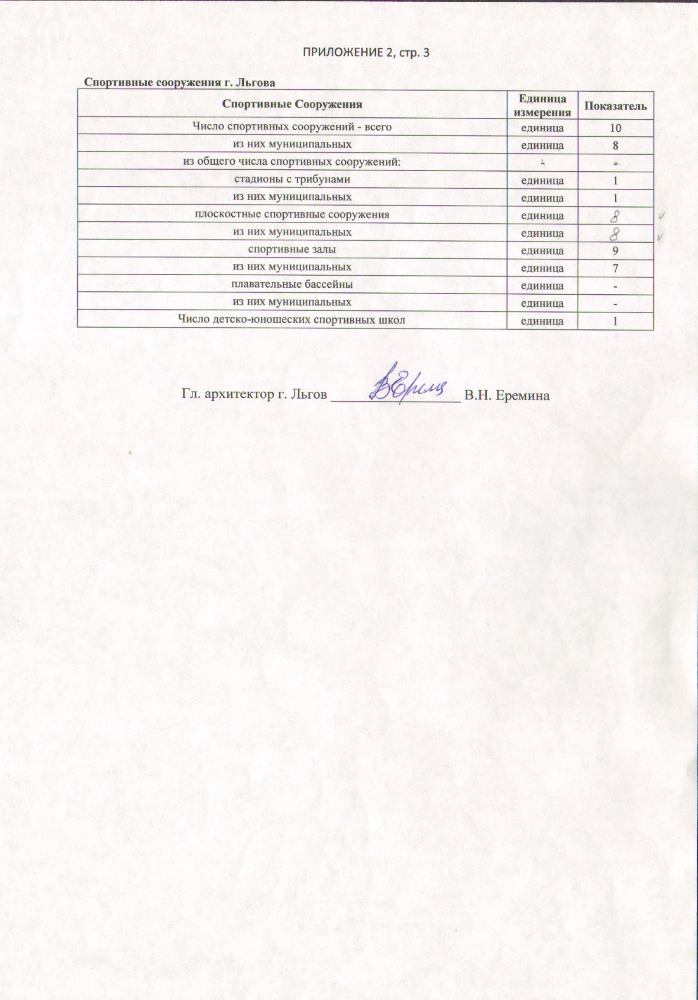 ПРИЛОЖЕНИЕ 2, стр. 3
Спортивные сооружения г. Льгова
Спортивные Сооружения Единица измерения Показатель
Число спортивных сооружений - всего единица 10
из них муниципальных единица 8
из общего числа спортивных сооружений: - -
стадионы с трибунами единица 1
из них муниципальных единица 1
плоскостные спортивные сооружения единица 8
из них муниципальных единица 8
спортивные залы единица 9
из них муниципальных единица 7
плавательные бассейны единица -
из них муниципальных единица -
Число детско-юношеских спортивных школ единица 1
Гл. архитектор г. Льгов В.Н. Еремина